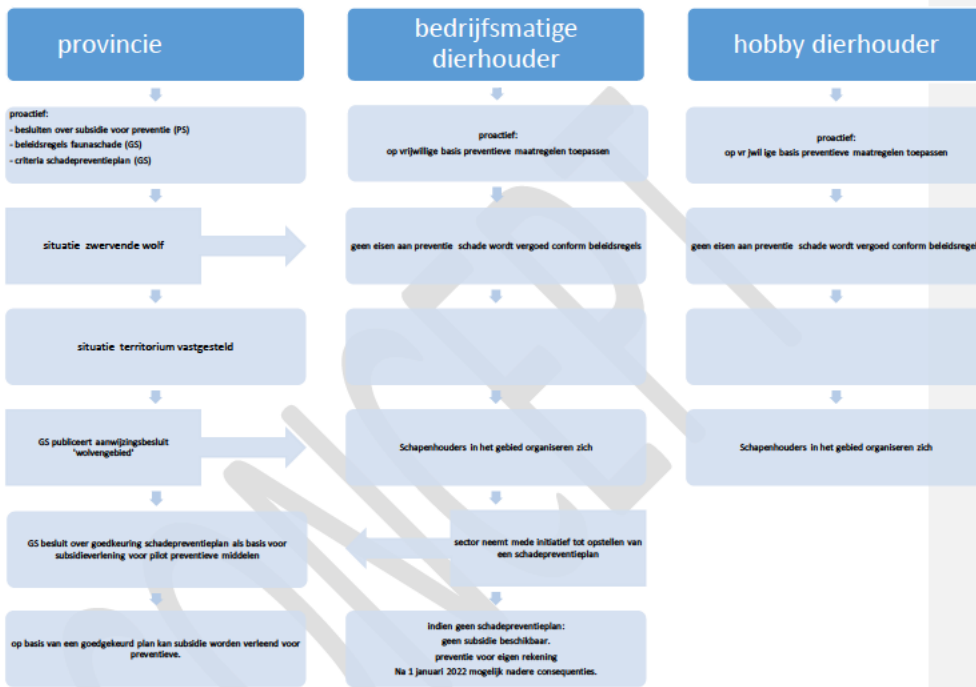 provincie
proactief:
- besluiten over subsidie voor preventie (PS)
- beleidsregels faunaschade (GS)
- criteria schadepreventieplan (GS)
situatie zwervende wolf
situatie territorium vastgesteld
GS publiceert aanwijzingsbesluit
'wolvengebied'
GS besluit over goedkeuring schadepreventieplan als basis voor
subsidieverlening voor pilot preventieve middelen
op basis van een goedgekeurd plan kan subsidie worden verleend voor
preventieve.
bedrijfsmatige
dierhouder
proactief:
op vrijwillige basis preventieve maatregelen toepassen
geen eisen aan preventie schade wordt vergoed conform beleidsregels
Schapenhouders in het gebied organiseren zich
sector neemt mede initiatief tot opstellen van
een schadepreventieplan
indien geen schadepreventieplan:
geen subsidie beschikbaar.
preventie voor eigen rekening
Na 1 januari 2022 mogelijk nadere consequenties.
hobby dierhouder
proactief:
op vr jwil ige basis preventieve maatregelen toepassen
geen eisen aan preventie schade wordt vergoed conform beleidsregel
Schapenhouders in het gebied organiseren zich
CONCEPT